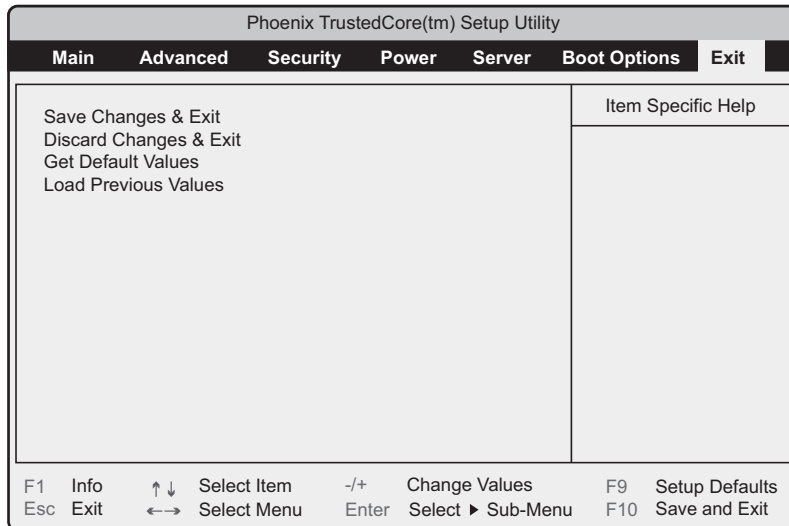 Phoenix TrustedCore(tm) Setup Utility
Main Advanced Security Power Server Boot Options Exit
Save Changes & Exit
Discard Changes & Exit
Get Default Values
Load Previous Values
Item Specific Help
F1 Info ↑↓ Select Item -/+ Change Values F9 Setup Defaults
Esc Exit ←→ Select Menu Enter Select ▶ Sub-Menu F10 Save and Exit